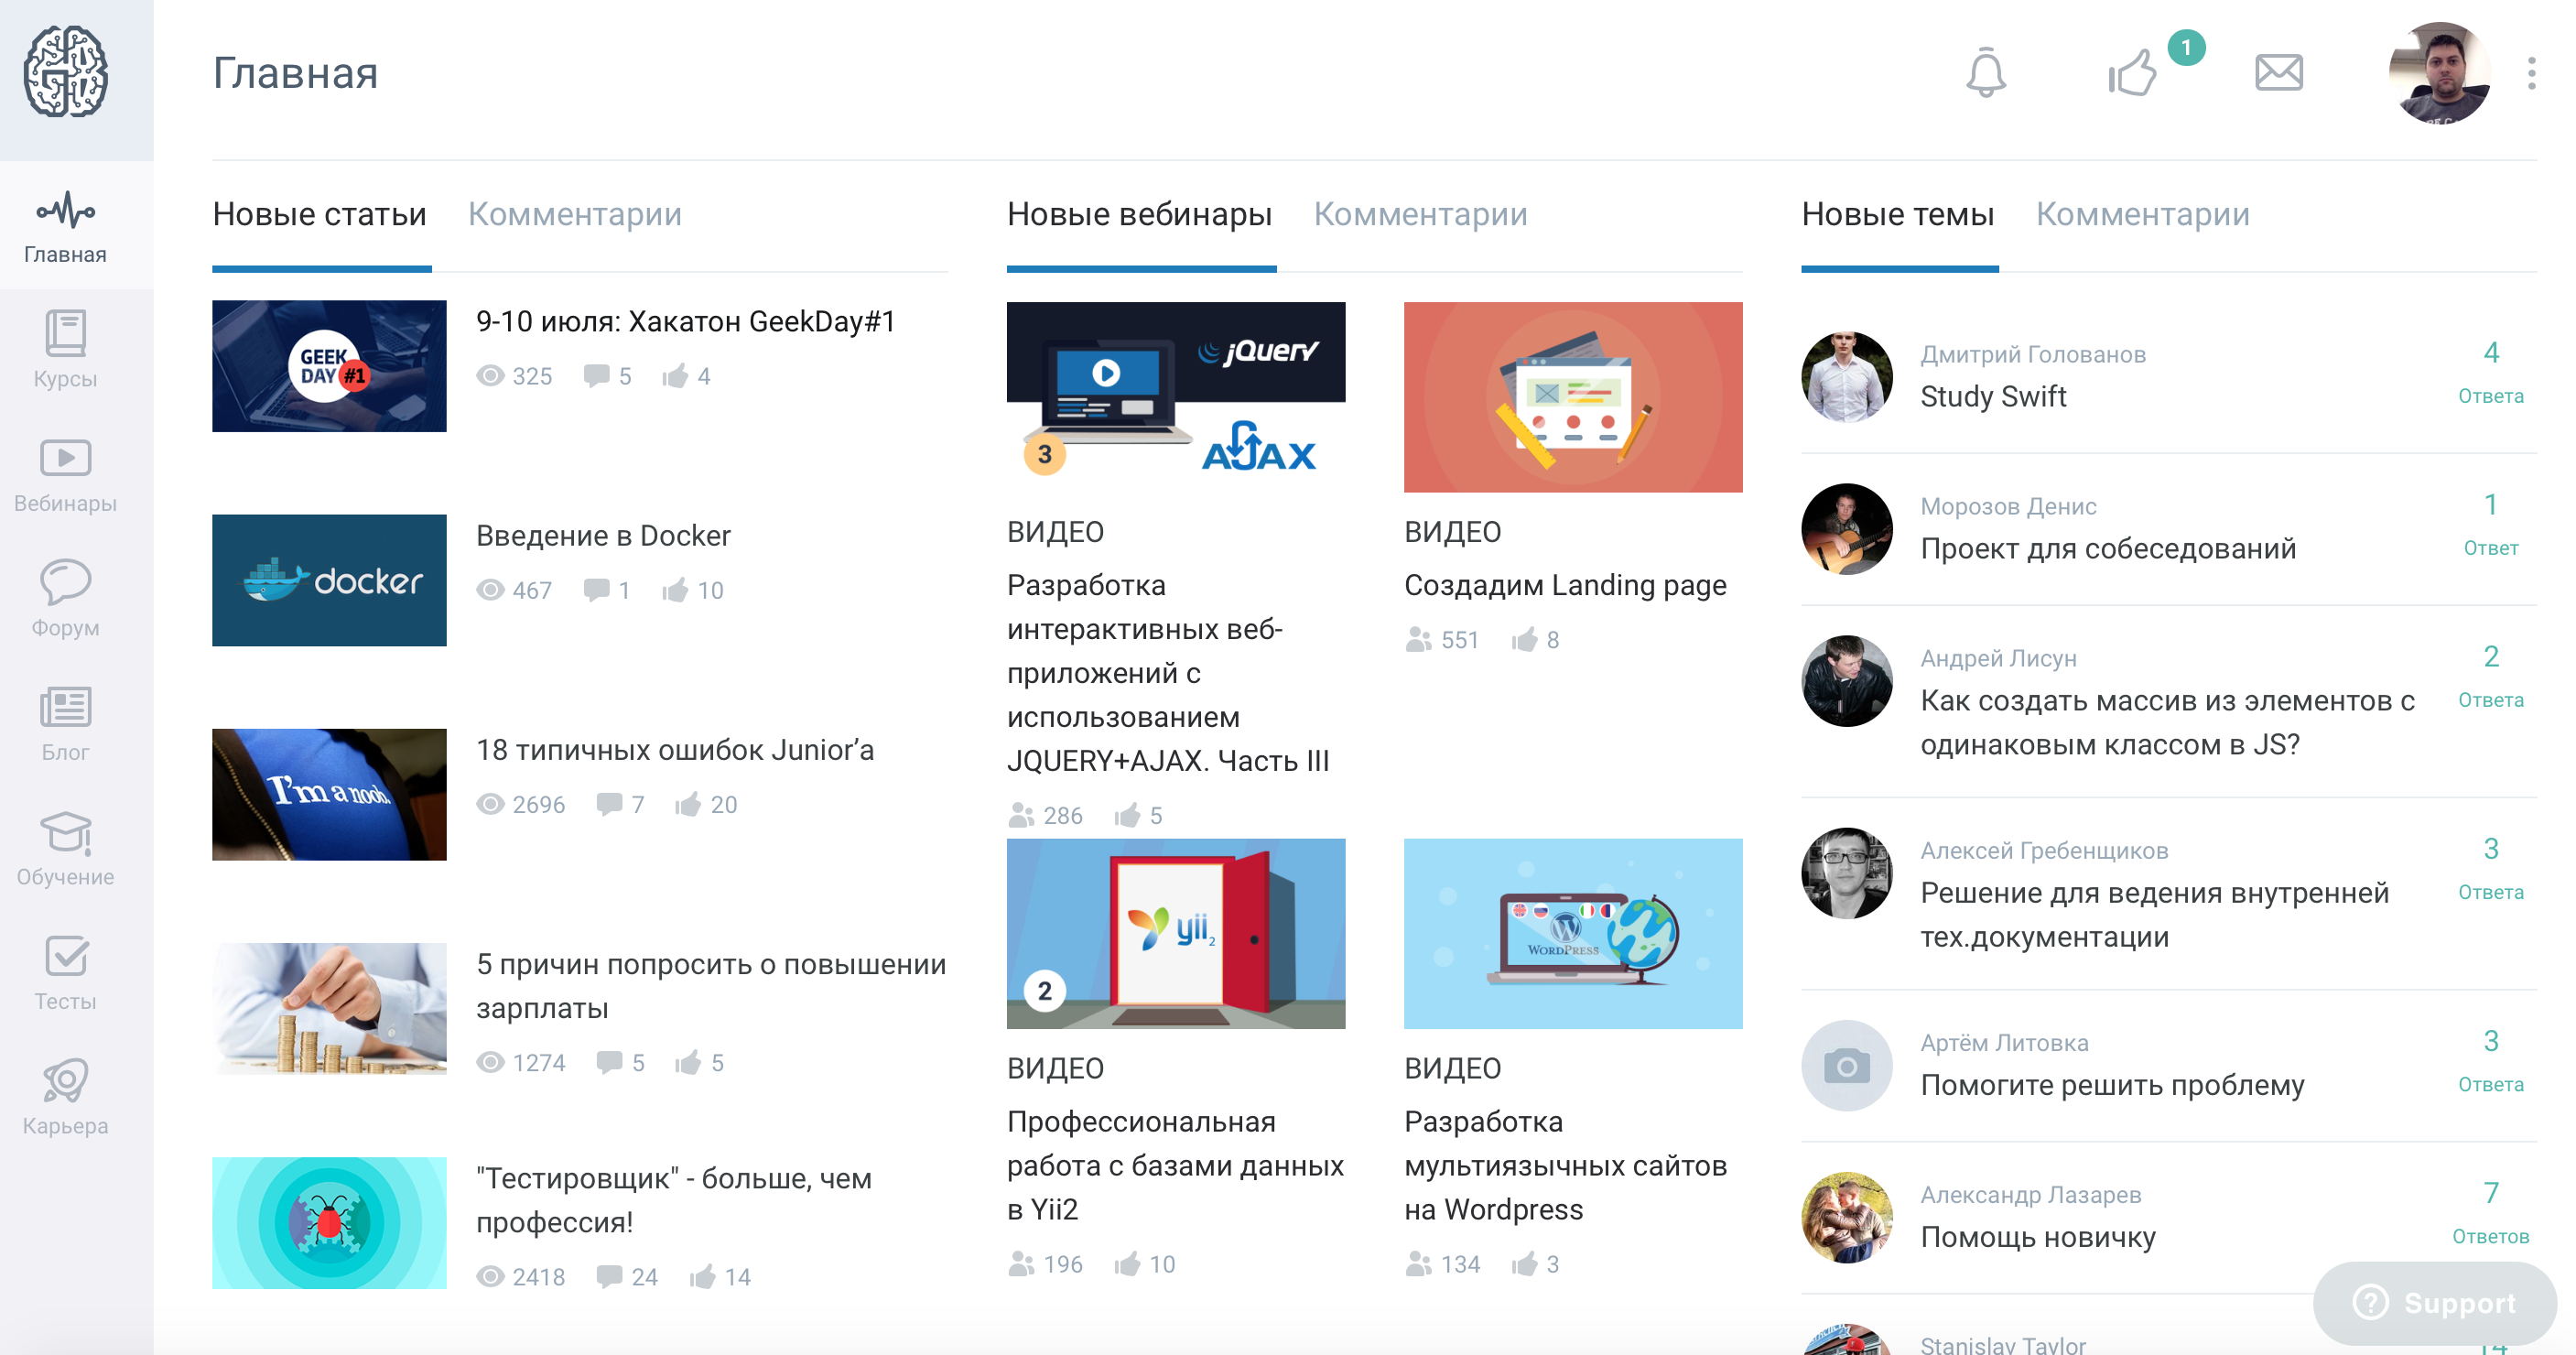 Главная
1
Главная
Курсы
Вебинары
Форум
Блог
Обучение
Тесты
Карьера
Новые статьи
Комментарии
GEEK
DAY #1
9-10 июля: Хакатон GeekDay#1
325 5 4
docker
Введение в Docker
467 1 10
I'm a noob.
18 типичных ошибок Junior’а
2696 7 20
5 причин попросить о повышении
зарплаты
1274 5 5
"Тестировщик" - больше, чем
профессия!
2418 24 14
Новые вебинары
Комментарии
jQuery
AJAX
3
ВИДЕО
Разработка
интерактивных веб-
приложений с
использованием
JQUERY+AJAX. Часть III
286 5
ВИДЕО
Создадим Landing page
551 8
yii2
2
ВИДЕО
Профессиональная
работа с базами данных
в Yii2
196 10
WORDPRESS
ВИДЕО
Разработка
мультиязычных сайтов
на Wordpress
134 3
Новые темы
Комментарии
Дмитрий Голованов
Study Swift
4
Ответа
Морозов Денис
Проект для собеседований
1
Ответ
Андрей Лисун
Как создать массив из элементов с
одинаковым классом в JS?
2
Ответа
Алексей Гребенщиков
Решение для ведения внутренней
тех.документации
3
Ответа
Артём Литовка
Помогите решить проблему
3
Ответа
Александр Лазарев
Помощь новичку
7
Ответов
Stanislav Taylor
14
Support